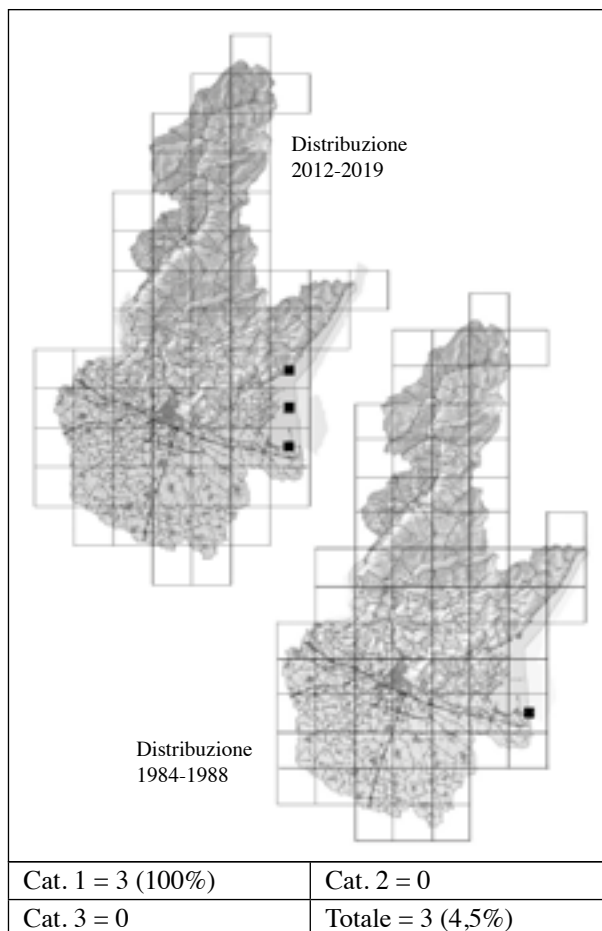 Distribuzione
2012-2019
Distribuzione
1984-1988
Cat. 1 = 3 (100%)
Cat. 2 = 0
Cat. 3 = 0
Totale = 3 (4,5%)